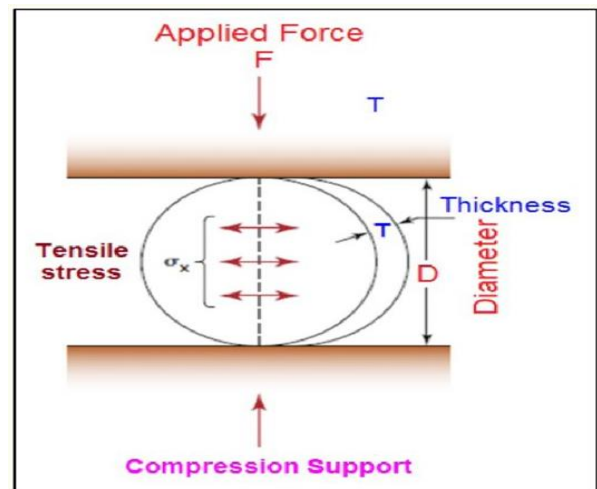 Applied Force
F
T
Thickness
T
Tensile
stress
σx
D
Diameter
Compression Support